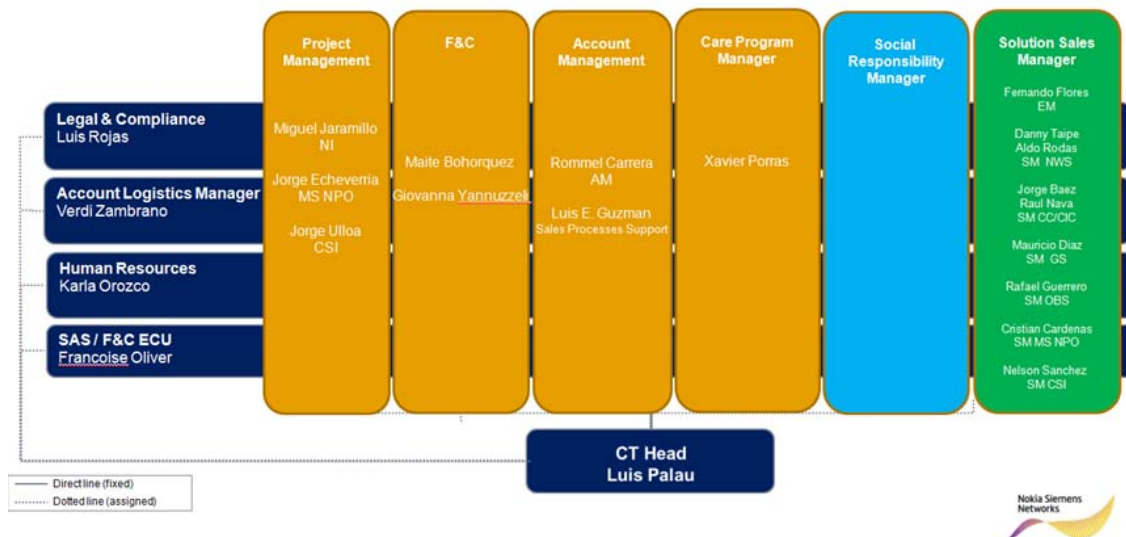 Project
Management
Miguel Jaramillo
NI
Jorge Echeverria
MS NPO
Jorge Ulloa
CSI
F&C
Maite Bohorquez
Giovanna Yannuzzeli
Account
Management
Rommel Carrera
AM
Luis E. Guzman
Sales Processes Support
Care Program
Manager
Xavier Porras
Social
Responsibility
Manager
Solution Sales
Manager
Fernando Flores
EM
Danny Taipe
Aldo Rodas
SM NWS
Jorge Baez
Raul Nava
SM CC/CIC
Mauricio Diaz
SM GS
Rafael Guerrero
SM OBS
Cristian Cardenas
SM MS NPO
Nelson Sanchez
SM CSI
Legal & Compliance
Luis Rojas
Account Logistics Manager
Verdi Zambrano
Human Resources
Karla Orozco
SAS / F&C ECU
Francoise Oliver
CT Head
Luis Palau
Direct line (fixed)
Dotted line (assigned)
Nokia Siemens
Networks